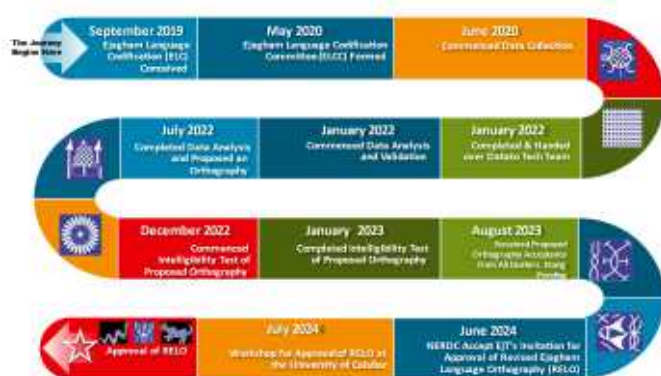 The Journey
Begins Here
September 2019
Ejagham Language
Codification (ELC)
Conceived
May 2020
Ejagham Language Codification
Committee (ELCC) Formed
June 2020
Commenced Data Collection
January 2022
Completed & Handed
over Data to Tech Team
January 2022
Commenced Data Analysis
and Validation
July 2022
Completed Data Analysis
and Proposed an
Orthography
December 2022
Commenced
Intelligibility Test of
Proposed Orthography
January 2023
Completed Intelligibility Test
of Proposed Orthography
August 2023
Received Proposed
Orthography Acceptance
from All
June 2024
NERDC Accept EJT's Invitation for
Approval of Revised Ejagham
Language Orthography (RELO)
July 2024
Workshop for Approval of RELO at
the University of Calabar
Approval of RELO